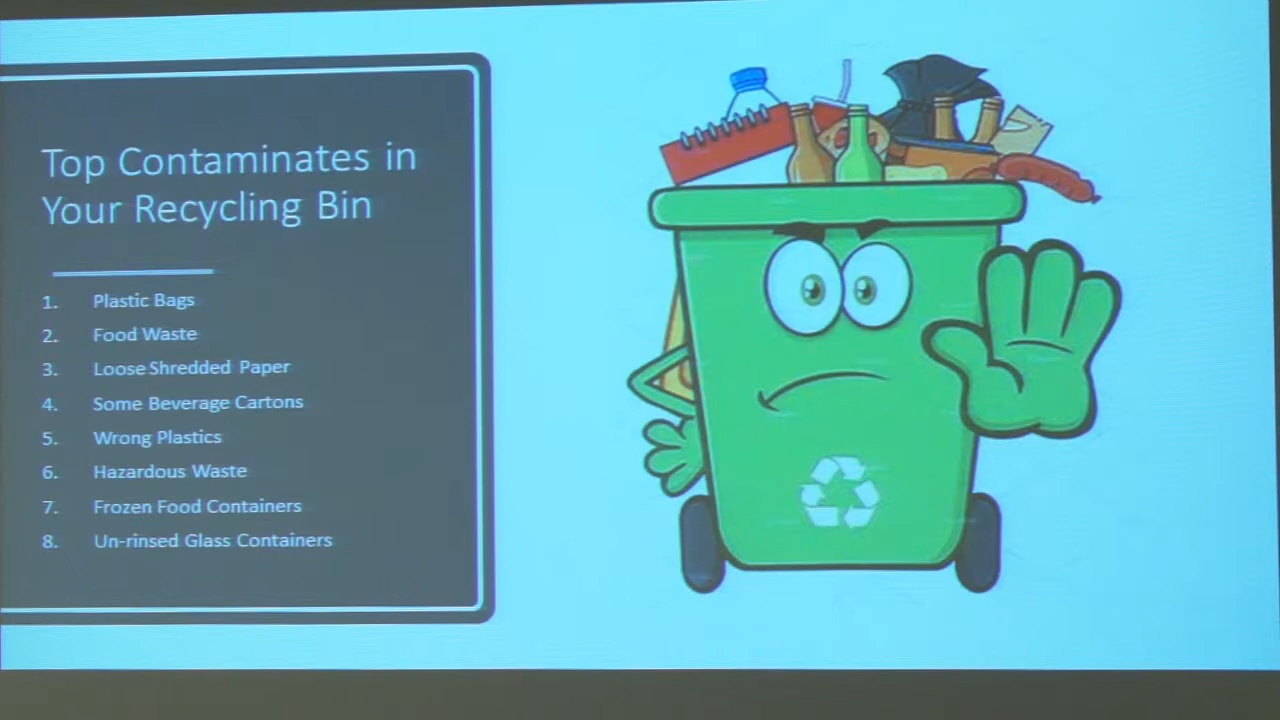 Top Contaminates in
Your Recycling Bin
1. Plastic Bags
2. Food Waste
3. Loose Shredded Paper
4. Some Beverage Cartons
5. Wrong Plastics
6. Hazardous Waste
7. Frozen Food Containers
8. Un-rinsed Glass Containers